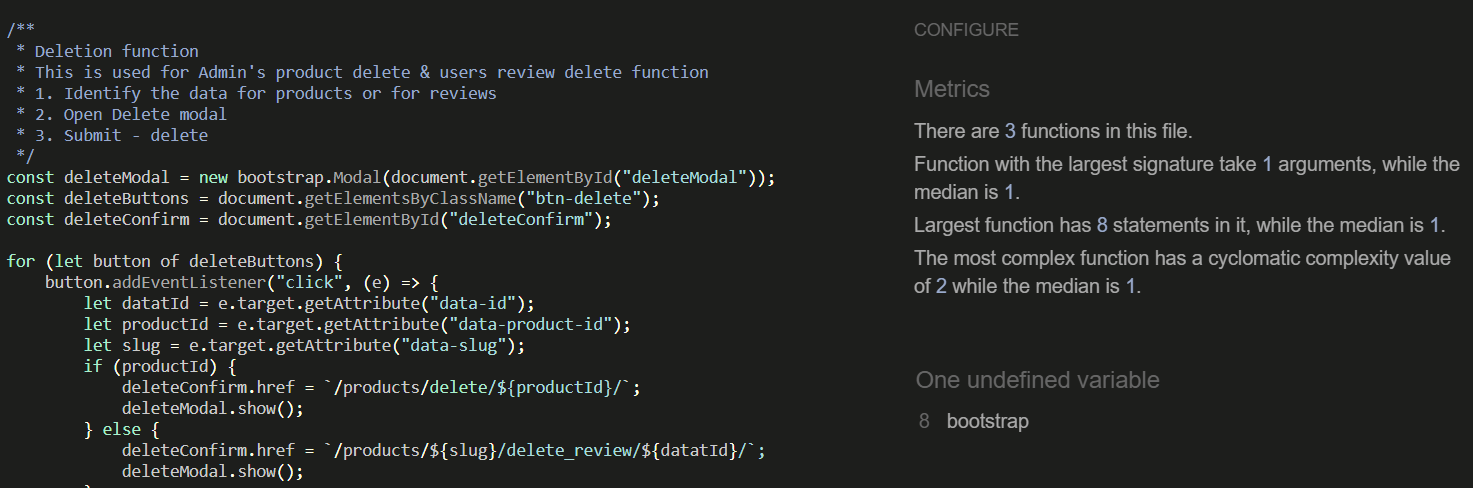 /**
 * Deletion function
 * This is used for Admin's product delete & users review delete function
 * 1. Identify the data for products or for reviews
 * 2. Open Delete modal
 * 3. Submit - delete
 */
const deleteModal = new bootstrap.Modal(document.getElementById("deleteModal"));
const deleteButtons = document.getElementsByClassName("btn-delete");
const deleteConfirm = document.getElementById("deleteConfirm");
for (let button of deleteButtons) {
    button.addEventListener("click", (e) => {
        let datatId = e.target.getAttribute("data-id");
        let productId = e.target.getAttribute("data-product-id");
        let slug = e.target.getAttribute("data-slug");
        if (productId) {
            deleteConfirm.href = `/products/delete/${productId}/`;
            deleteModal.show();
        } else {
            deleteConfirm.href = `/products/${slug}/delete_review/${datatId}/`;
            deleteModal.show();
        }
CONFIGURE
Metrics
There are 3 functions in this file.
Function with the largest signature take 1 arguments, while the
median is 1.
Largest function has 8 statements in it, while the median is 1.
The most complex function has a cyclomatic complexity value
of 2 while the median is 1.
One undefined variable
8 bootstrap